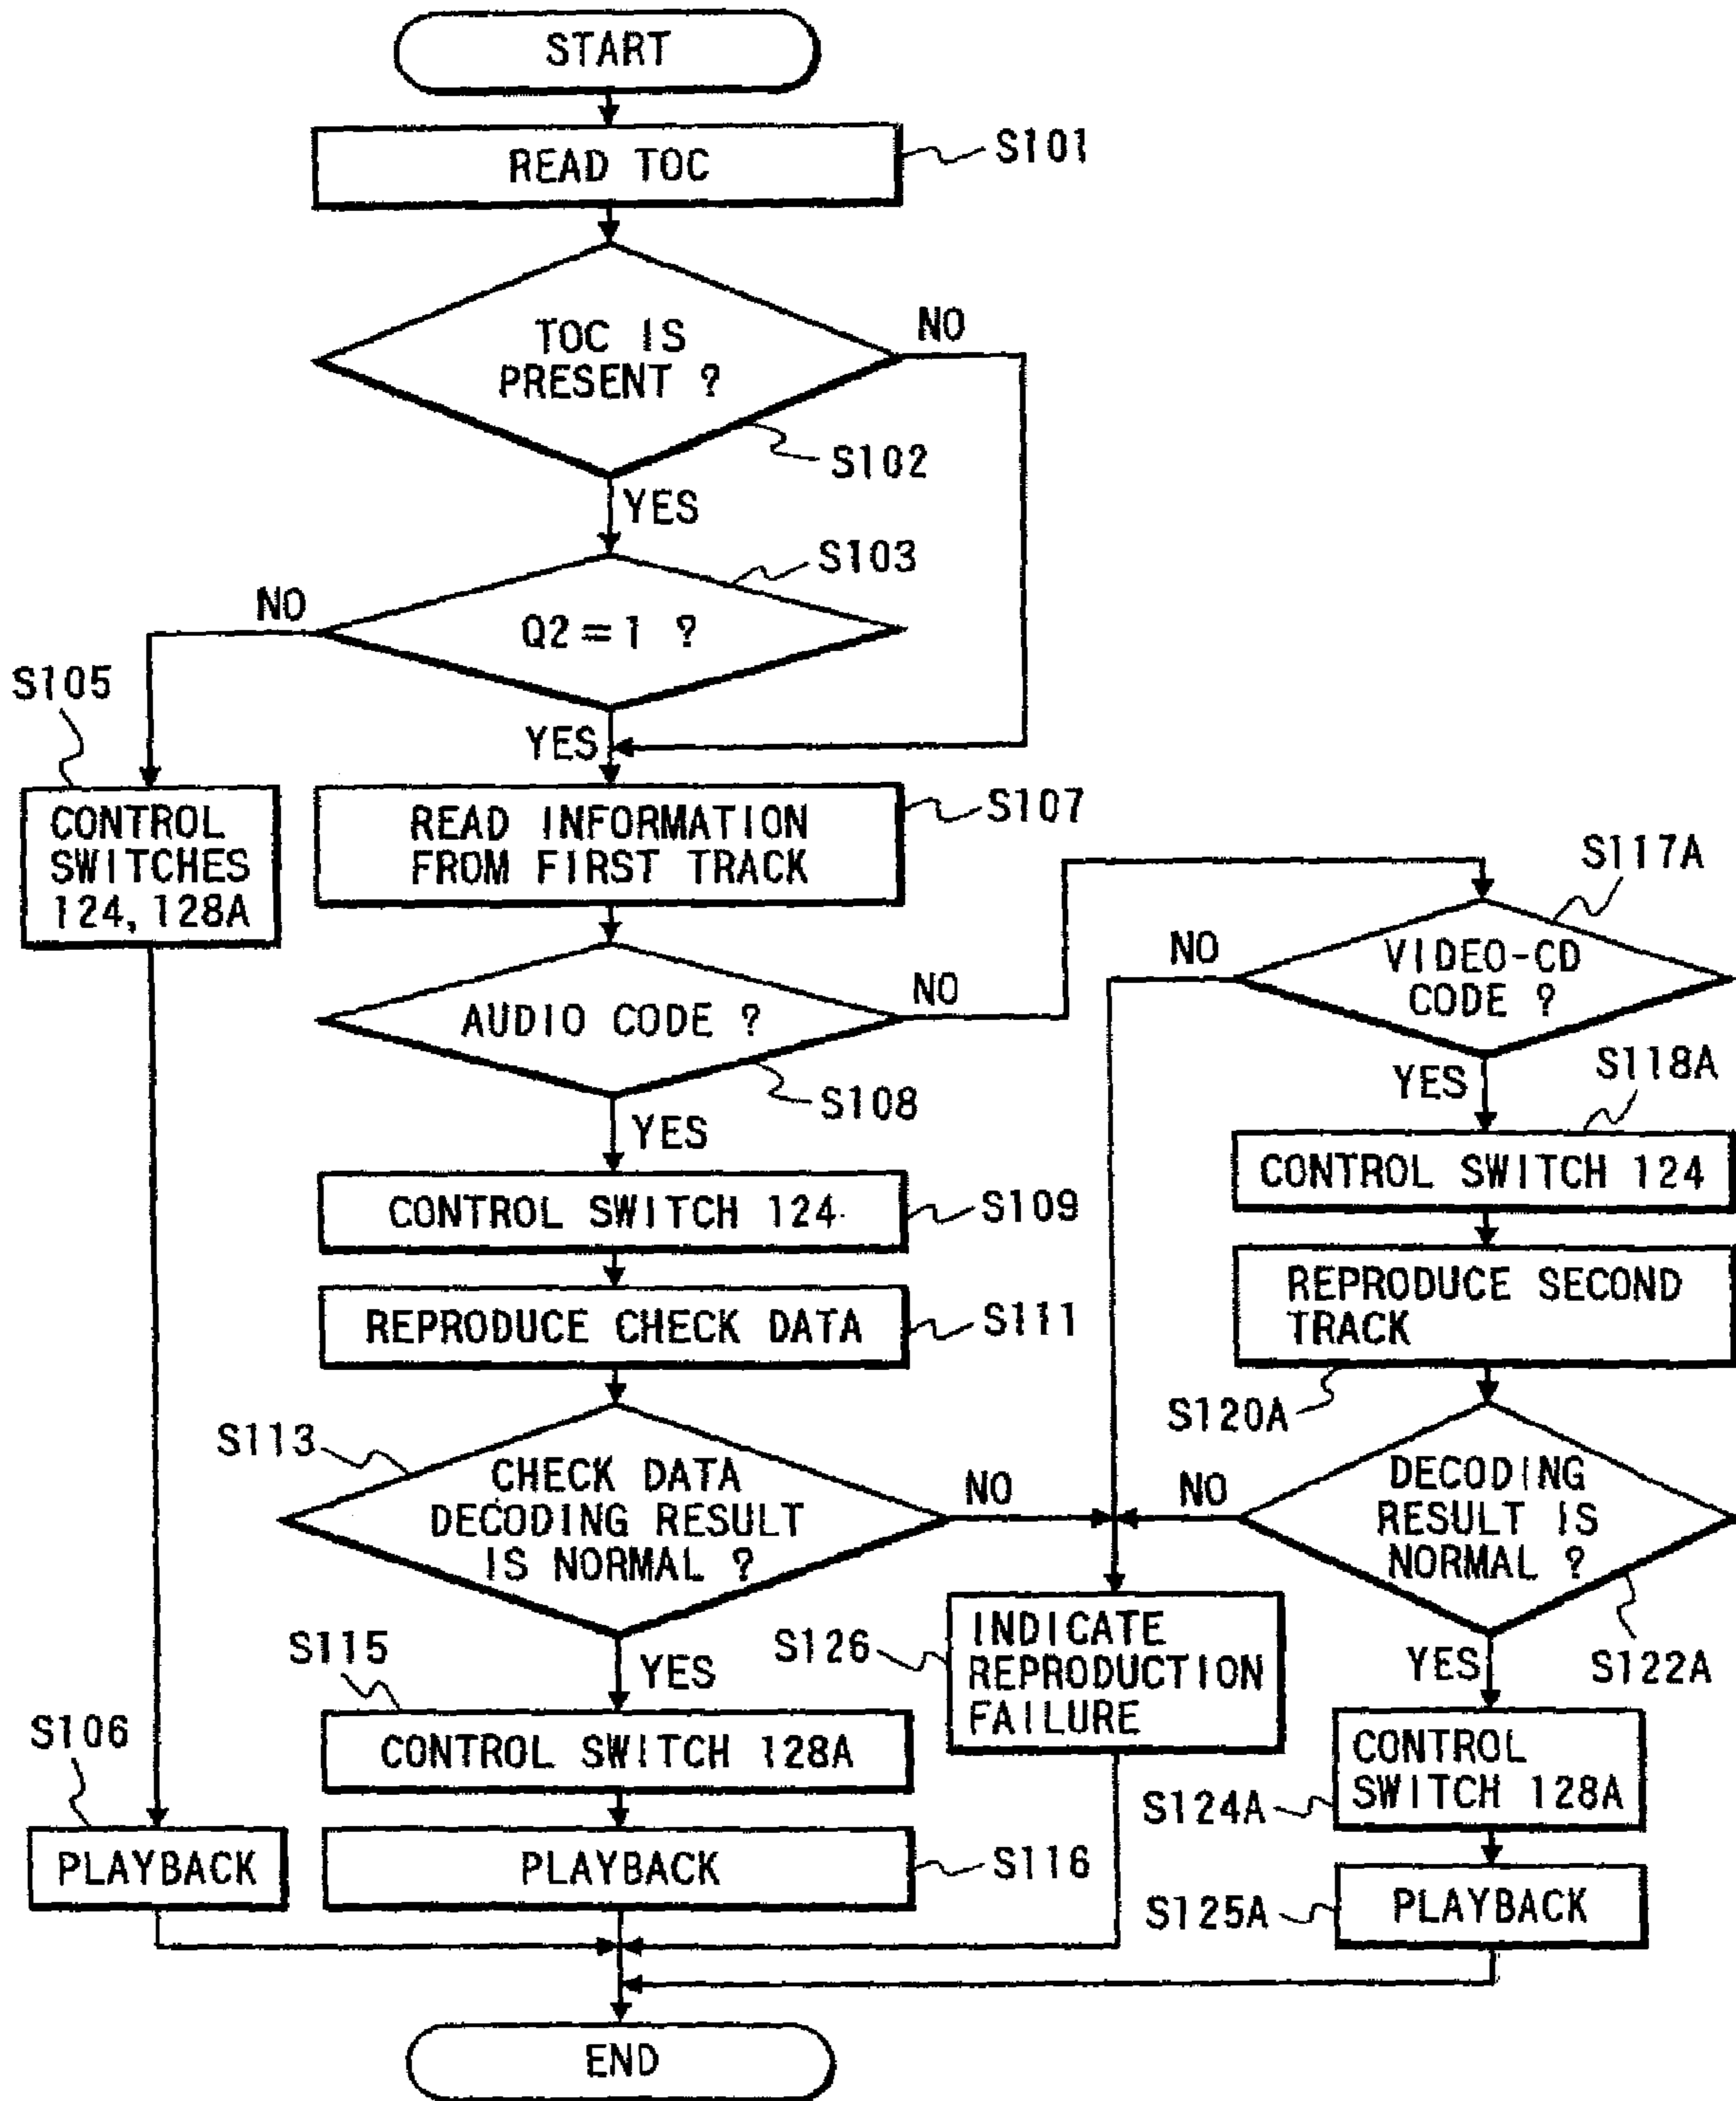 START
READ TOC
S101
TOC IS
PRESENT ?
NO
S102
YES
S103
NO
Q2=1 ?
S105
YES
CONTROL
SWITCHES
124, 128A
READ INFORMATION
FROM FIRST TRACK
S107
S117A
AUDIO CODE ?
NO
NO
VIDEO-CD
CODE ?
S108
YES
YES
S118A
CONTROL SWITCH 124
S109
CONTROL SWITCH 124
REPRODUCE CHECK DATA
S111
REPRODUCE SECOND
TRACK
S120A
S113
CHECK DATA
DECODING RESULT
IS NORMAL ?
NO
NO
DECODING
RESULT IS
NORMAL ?
S115
YES
S126
INDICATE
REPRODUCTION
FAILURE
YES
S122A
S106
CONTROL SWITCH 128A
CONTROL
SWITCH 128A
S124A
PLAYBACK
PLAYBACK
S116
S125A
PLAYBACK
END